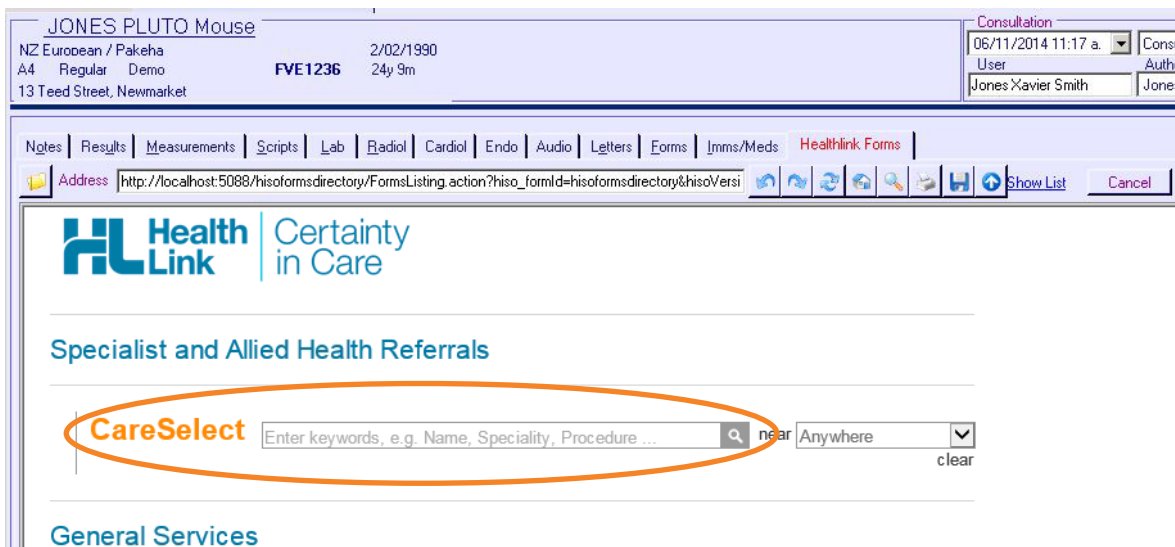 JONES PLUTO Mouse
NZ European / Pakeha 2/02/1990
A4 Regular Demo FVE1236 24y 9m
13 Teed Street, Newmarket
Consultation
06/11/2014 11:17 a.
User
Jones Xavier Smith
Notes Results Measurements Scripts Lab Radiol Cardiol Endo Audio Letters Forms Imms/Meds Healthlink Forms
Address http://localhost:5088/hisoformsdirectory/FormsListing.action?hiso_formId=hisoformsdirectory&hisoVersi Show List Cancel
HL Health Link Certainty in Care
Specialist and Allied Health Referrals
CareSelect Enter keywords, e.g. Name, Speciality, Procedure ... near Anywhere
clear
General Services